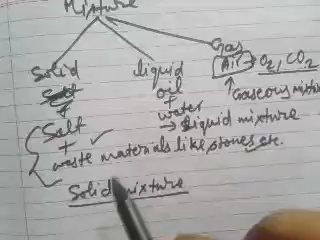 Mixture
Solid
liquid
Gas
Salt
+
Salt
+
waste materials like stones etc.
Solid mixture
oil
+
water
→ liquid mixture
Air → O2, CO2
↑ Gaseous mixture